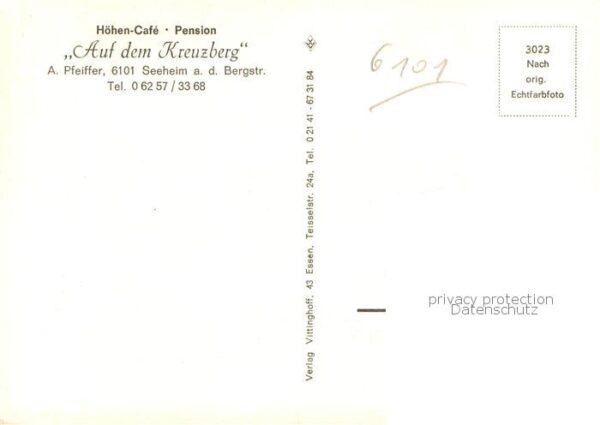 Höhen-Café · Pension
„Auf dem Kreuzberg“
A. Pfeiffer, 6101 Seeheim a. d. Bergstr.
Tel. 0 62 57 / 33 68
Verlag Vittinghoff, 43 Essen, Teisselstr. 24a, Tel. 0 21 41 - 67 31 84
6101
3023
Nach
orig.
Echtfarbfoto
privacy protection
Datenschutz